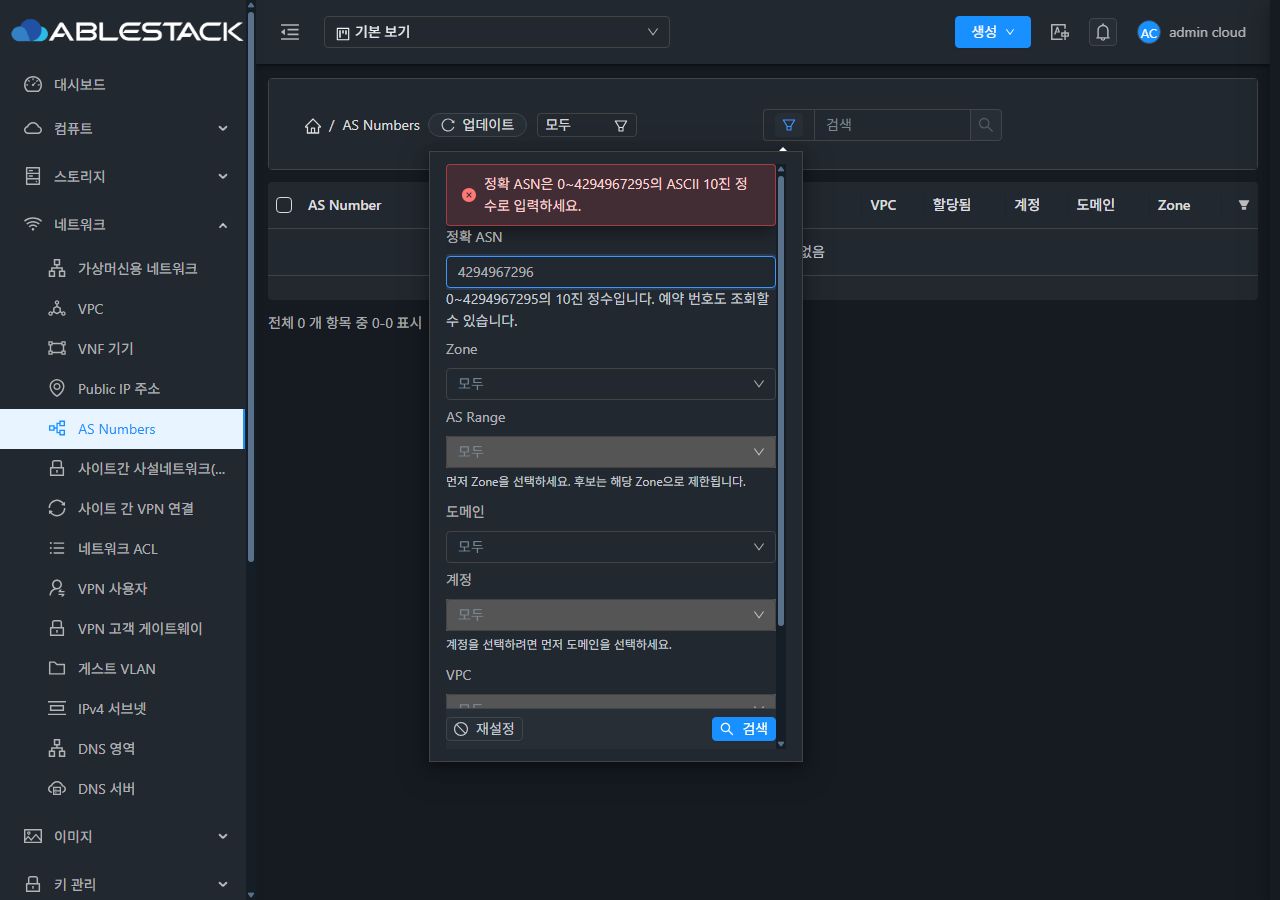 ABLESTACK
기본 보기
생성
AC
admin cloud
대시보드
컴퓨트
스토리지
네트워크
가상머신용 네트워크
VPC
VNF 기기
Public IP 주소
AS Numbers
사이트간 사설네트워크(...
사이트 간 VPN 연결
네트워크 ACL
VPN 사용자
VPN 고객 게이트웨이
게스트 VLAN
IPv4 서브넷
DNS 영역
DNS 서버
이미지
키 관리
/ AS Numbers
업데이트
모두
검색
AS Number
VPC
할당됨
계정
도메인
Zone
없음
전체 0 개 항목 중 0-0 표시
정확 ASN은 0~4294967295의 ASCII 10진 정
수로 입력하세요.
정확 ASN
4294967296
0~4294967295의 10진 정수입니다. 예약 번호도 조회할
수 있습니다.
Zone
모두
AS Range
모두
먼저 Zone을 선택하세요. 후보는 해당 Zone으로 제한됩니다.
도메인
모두
계정
모두
계정을 선택하려면 먼저 도메인을 선택하세요.
VPC
모두
재설정
검색